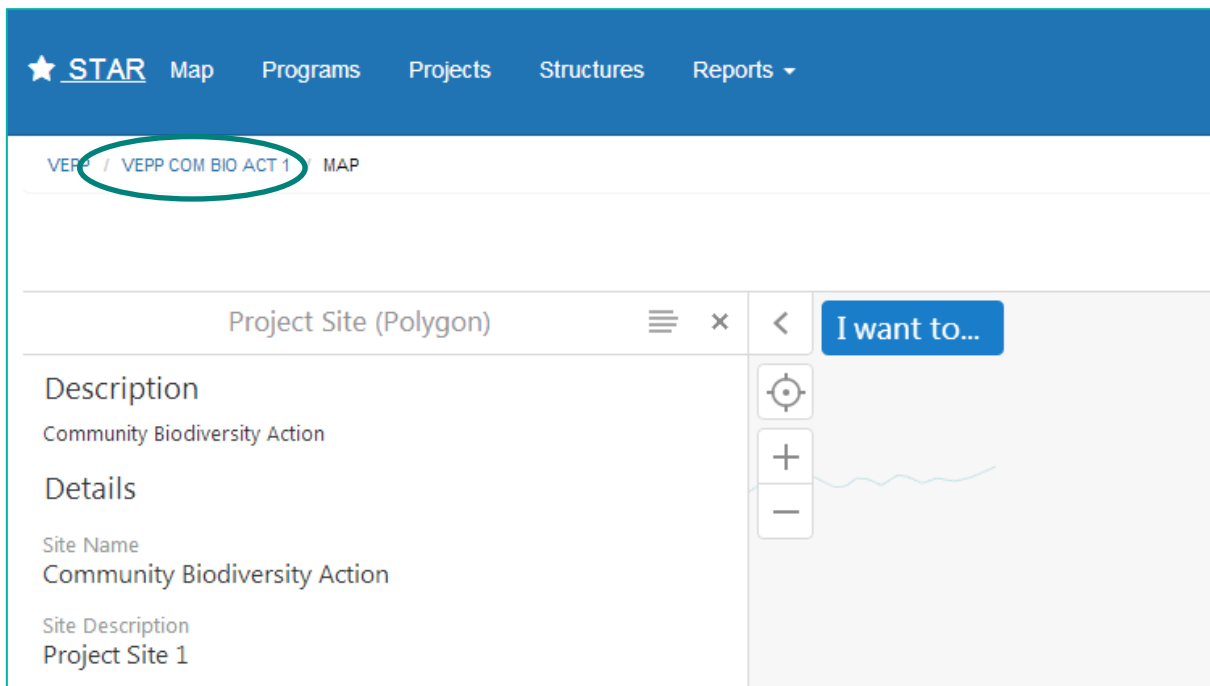 STAR Map Programs Projects Structures Reports
VEPP / VEPP COM BIO ACT 1 / MAP
Project Site (Polygon)
I want to...
Description
Community Biodiversity Action
Details
Site Name
Community Biodiversity Action
Site Description
Project Site 1